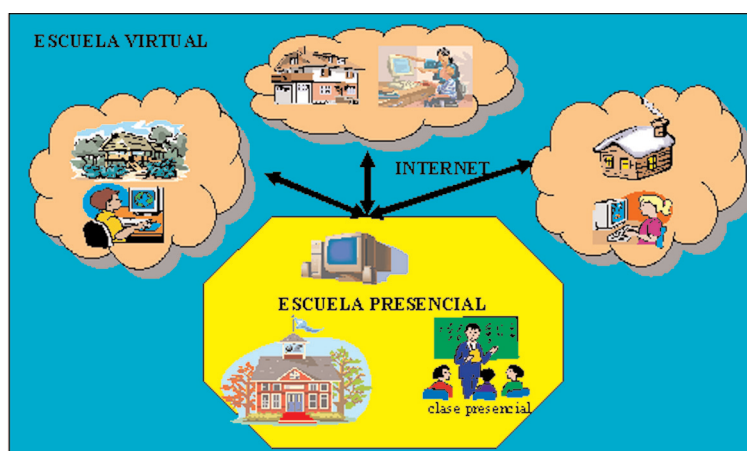 ESCUELA VIRTUAL
INTERNET
ESCUELA PRESENCIAL
clase presencial